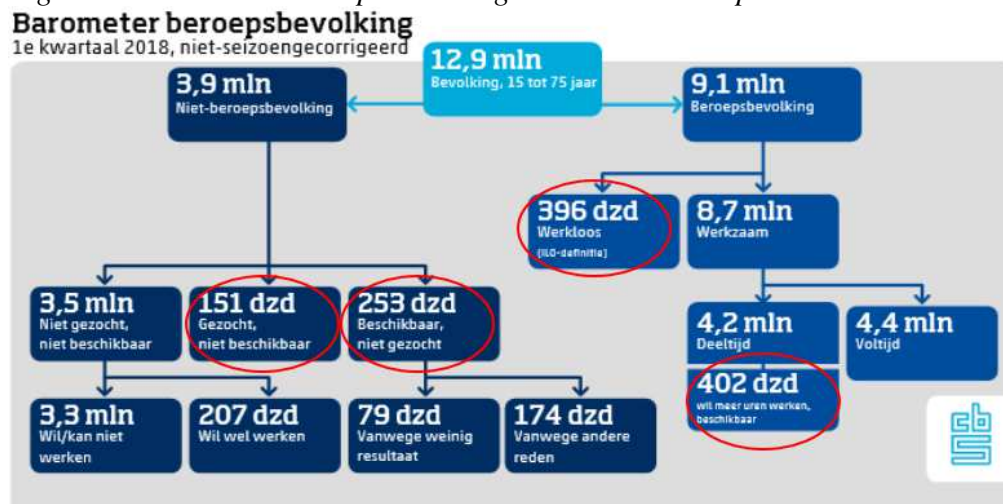 Barometer beroepsbevolking
1e kwartaal 2018, niet-seizoengecorrigeerd
12,9 mln
Bevolking, 15 tot 75 jaar
3,9 mln
Niet-beroepsbevolking
9,1 mln
Beroepsbevolking
396 dzd
Werkloos
(ILO-definitie)
8,7 mln
Werkzaam
3,5 mln
Niet gezocht,
niet beschikbaar
151 dzd
Gezocht,
niet beschikbaar
253 dzd
Beschikbaar,
niet gezocht
4,2 mln
Deeltijd
4,4 mln
Voltijd
402 dzd
wil meer uren werken,
beschikbaar
3,3 mln
Wil/kan niet
werken
207 dzd
Wil wel werken
79 dzd
Vanwege weinig
resultaat
174 dzd
Vanwege andere
reden
cbs